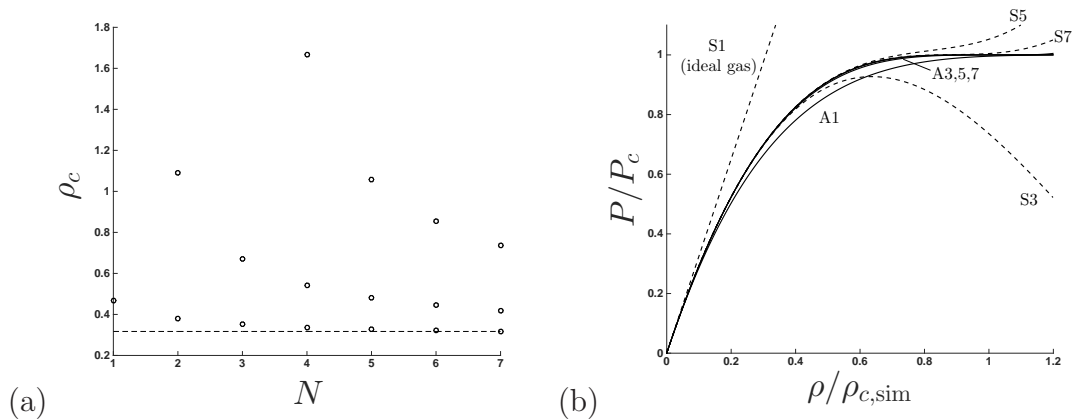 1.8
1.6
1.4
1.2
1
0.8
0.6
0.4
0.2
ρ_c
1 2 3 4 5 6 7
N
(a)
S5
S7
S1
(ideal gas)
A3,5,7
A1
S3
1
0.8
0.6
0.4
0.2
0
P/P_c
0 0.2 0.4 0.6 0.8 1 1.2
ρ/ρ_{c,sim}
(b)